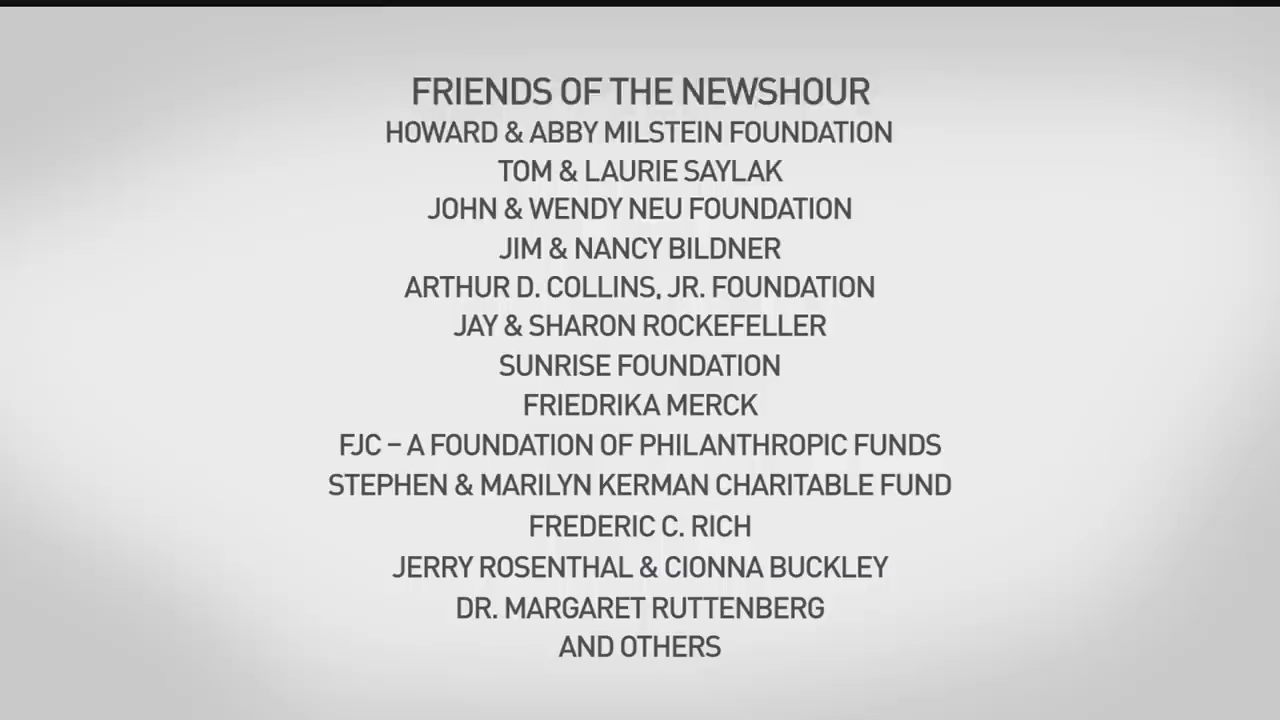 FRIENDS OF THE NEWSHOUR
HOWARD & ABBY MILSTEIN FOUNDATION
TOM & LAURIE SAYLAK
JOHN & WENDY NEU FOUNDATION
JIM & NANCY BILDNER
ARTHUR D. COLLINS, JR. FOUNDATION
JAY & SHARON ROCKEFELLER
SUNRISE FOUNDATION
FRIEDRIKA MERCK
FJC – A FOUNDATION OF PHILANTHROPIC FUNDS
STEPHEN & MARILYN KERMAN CHARITABLE FUND
FREDERIC C. RICH
JERRY ROSENTHAL & CIONNA BUCKLEY
DR. MARGARET RUTTENBERG
AND OTHERS